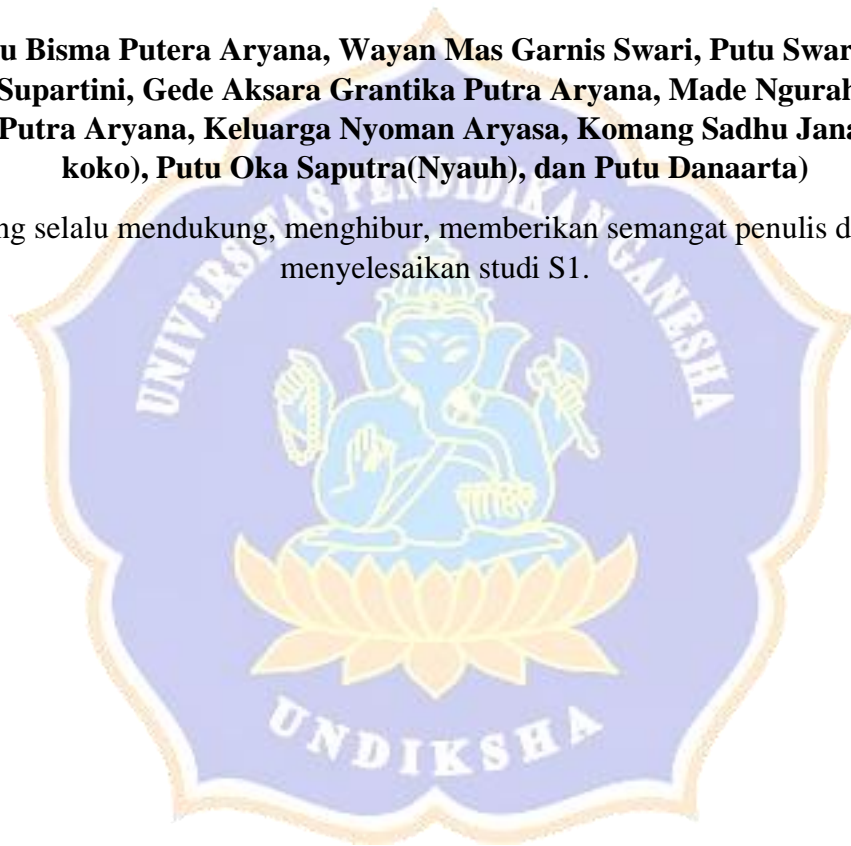 u Bisma Putera Aryana, Wayan Mas Garnis Swari, Putu Swar
Supartini, Gede Aksara Grantika Putra Aryana, Made Ngurah
Putra Aryana, Keluarga Nyoman Aryasa, Komang Sadhu Jana
koko), Putu Oka Saputra(Nyauh), dan Putu Danaarta)
ng selalu mendukung, menghibur, memberikan semangat penulis d
menyelesaikan studi S1.
UNIVERSITAS PENDIDIKAN GANESHA
UNDIKSHA